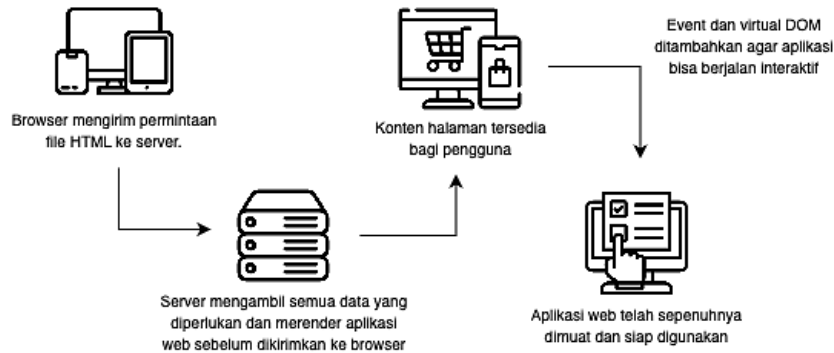 Browser mengirim permintaan
file HTML ke server.
Server mengambil semua data yang
diperlukan dan merender aplikasi
web sebelum dikirimkan ke browser
Konten halaman tersedia
bagi pengguna
Event dan virtual DOM
ditambahkan agar aplikasi
bisa berjalan interaktif
Aplikasi web telah sepenuhnya
dimuat dan siap digunakan